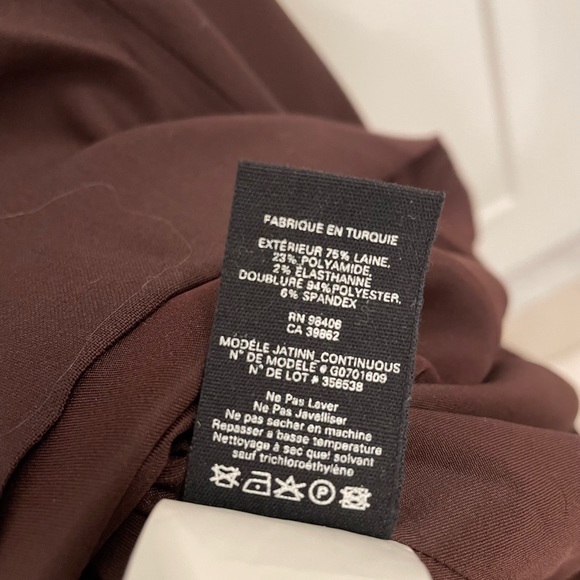 FABRIQUE EN TURQUIE
EXTÉRIEUR 75% LAINE,
23% POLYAMIDE,
2% ÉLASTHANNE
DOUBLURE 94%POLYESTER,
6% SPANDEX
RN 98406
CA 39862
MODÈLE JATINN_CONTINUOUS
N° DE MODÈLE # G0701609
N° DE LOT # 356538
Ne Pas Laver
Ne Pas Javelliser
Ne pas secher en machine
Repasser a basse temperature
Nettoyage à sec quel solvant
sauf trichloroéthylène
P